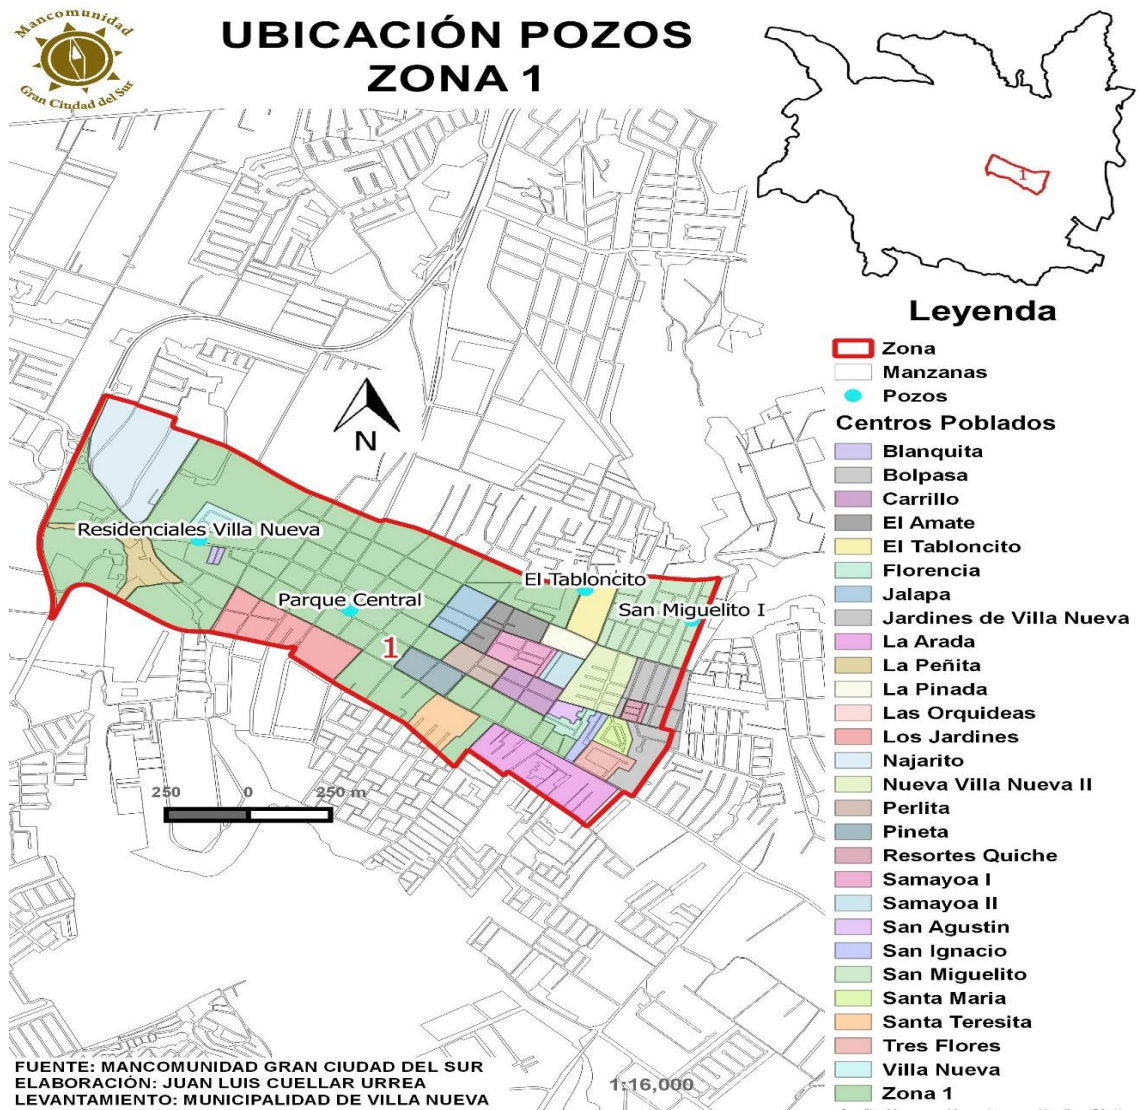 Mancomunidad
Gran Ciudad del Sur
UBICACIÓN POZOS
ZONA 1
1
Leyenda
Zona
Manzanas
Pozos
Centros Poblados
Blanquita
Bolpasa
Carrillo
El Amate
El Tabloncito
Florencia
Jalapa
Jardines de Villa Nueva
La Arada
La Peñita
La Pinada
Las Orquideas
Los Jardines
Najarito
Nueva Villa Nueva II
Perlita
Pineta
Resortes Quiche
Samayoa I
Samayoa II
San Agustin
San Ignacio
San Miguelito
Santa Maria
Santa Teresita
Tres Flores
Villa Nueva
Zona 1
N
Residenciales Villa Nueva
El Tabloncito
Parque Central
San Miguelito I
1
250 0 250 m
FUENTE: MANCOMUNIDAD GRAN CIUDAD DEL SUR
ELABORACIÓN: JUAN LUIS CUELLAR URREA
LEVANTAMIENTO: MUNICIPALIDAD DE VILLA NUEVA
1:16,000